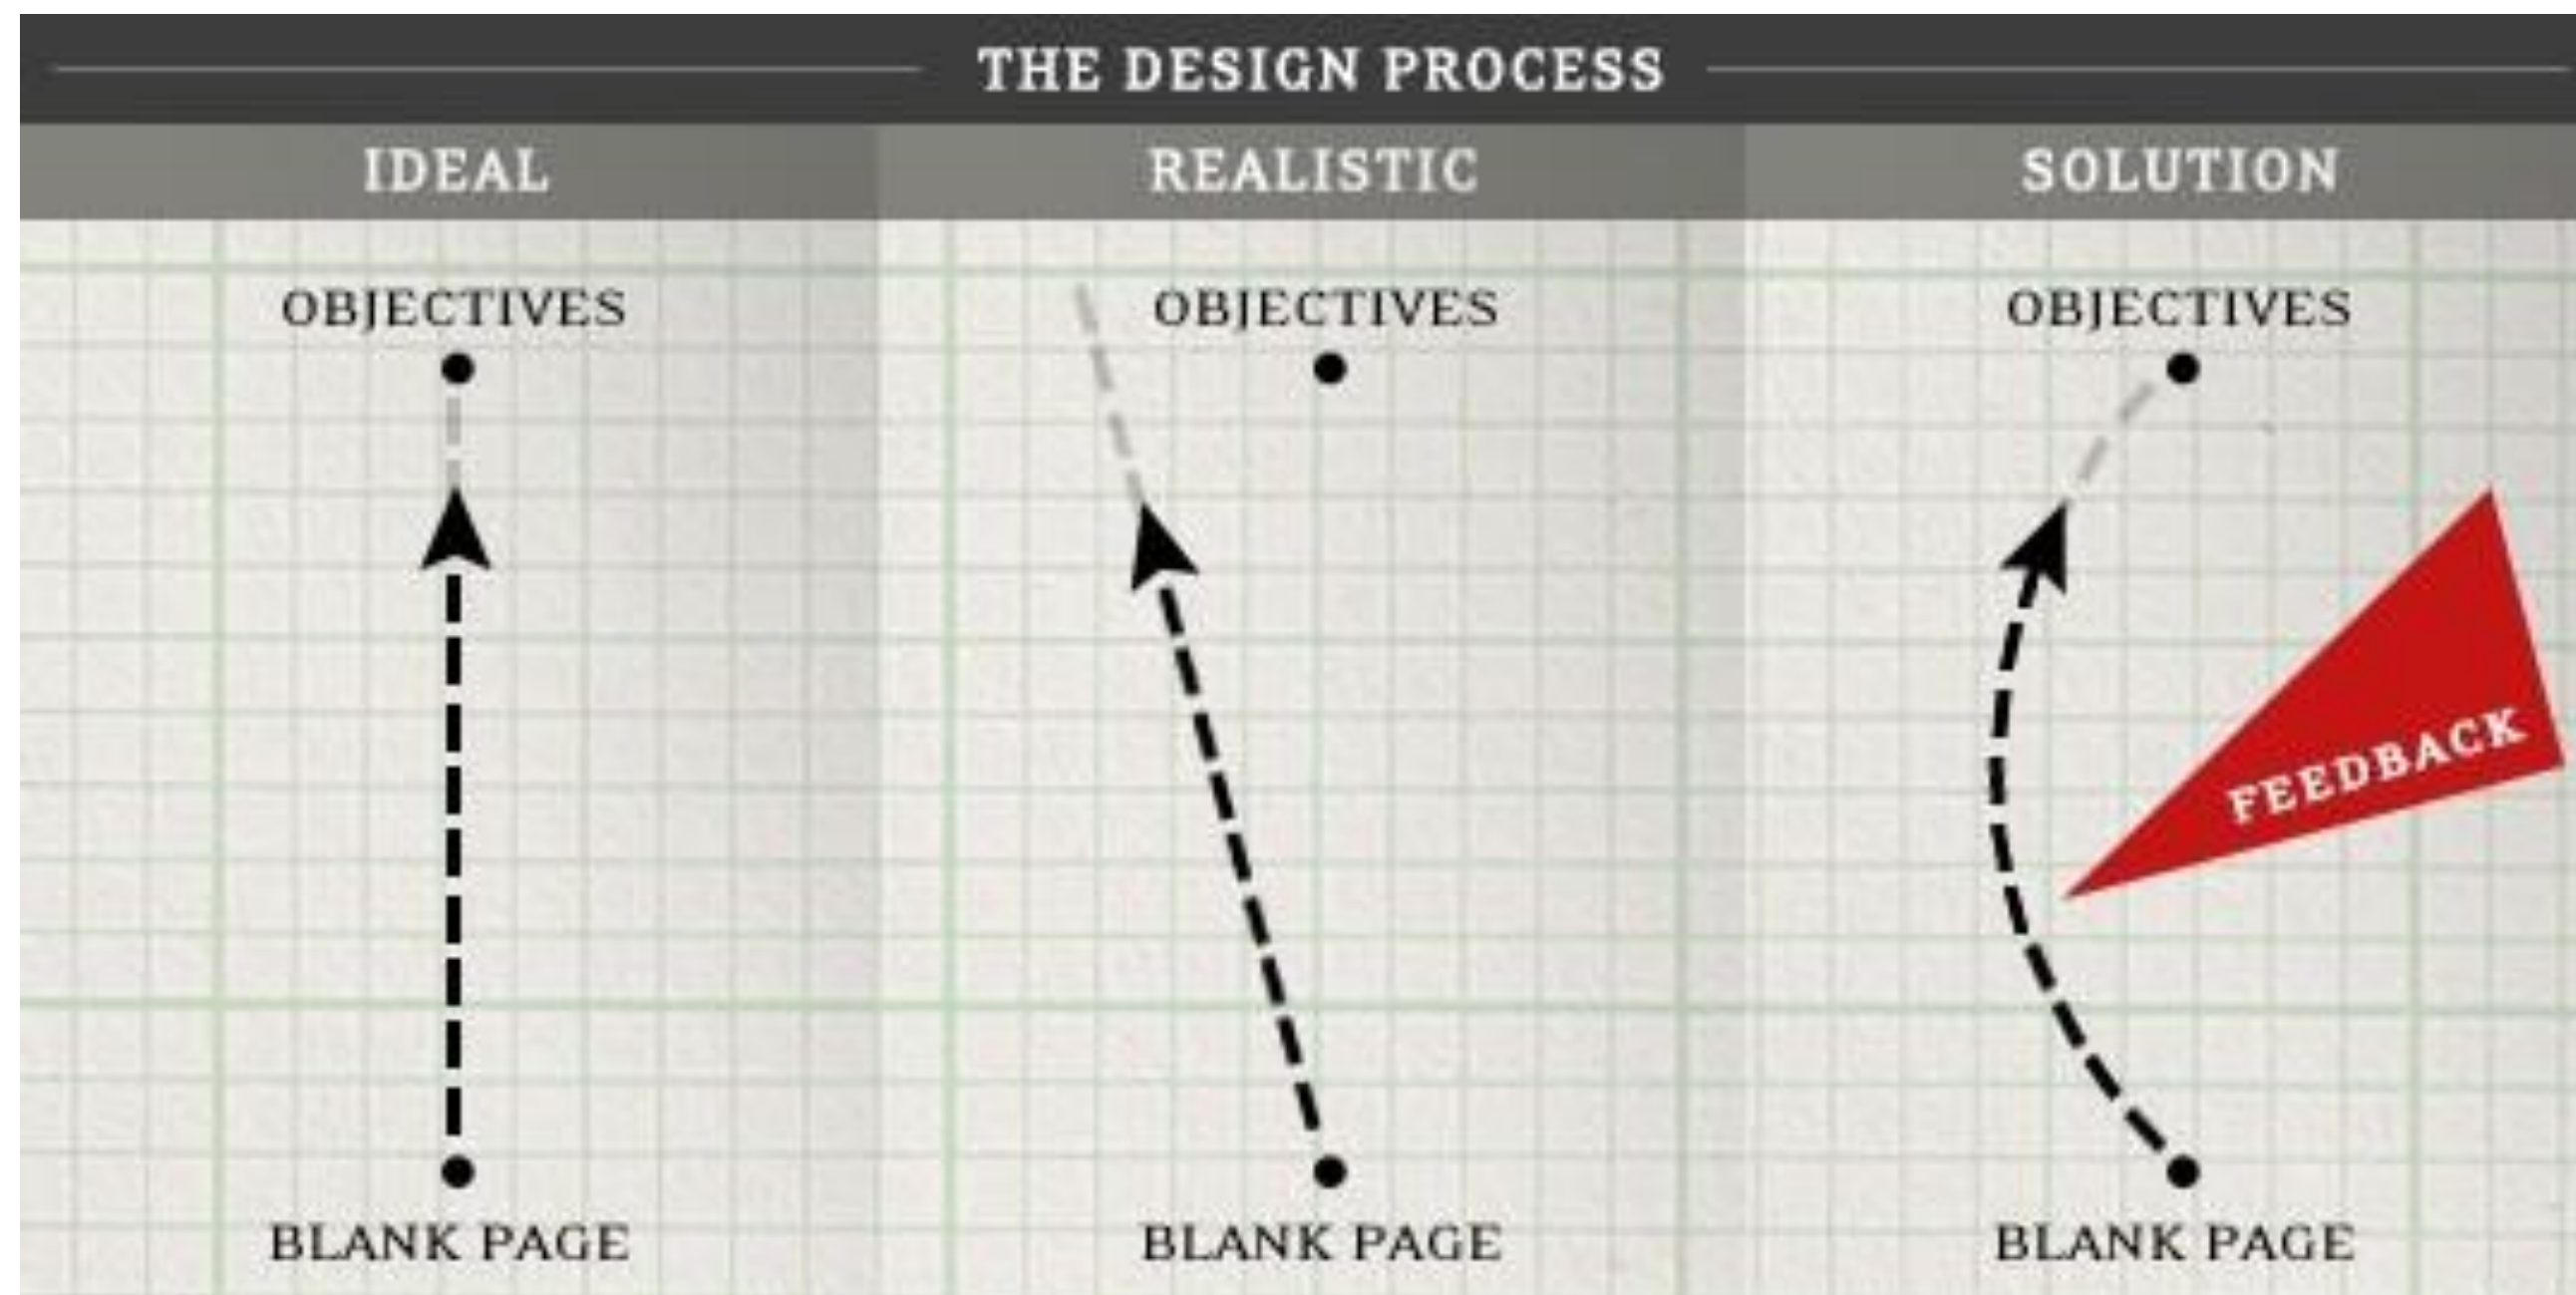 THE DESIGN PROCESS
IDEAL
REALISTIC
SOLUTION
OBJECTIVES
OBJECTIVES
OBJECTIVES
FEEDBACK
BLANK PAGE
BLANK PAGE
BLANK PAGE